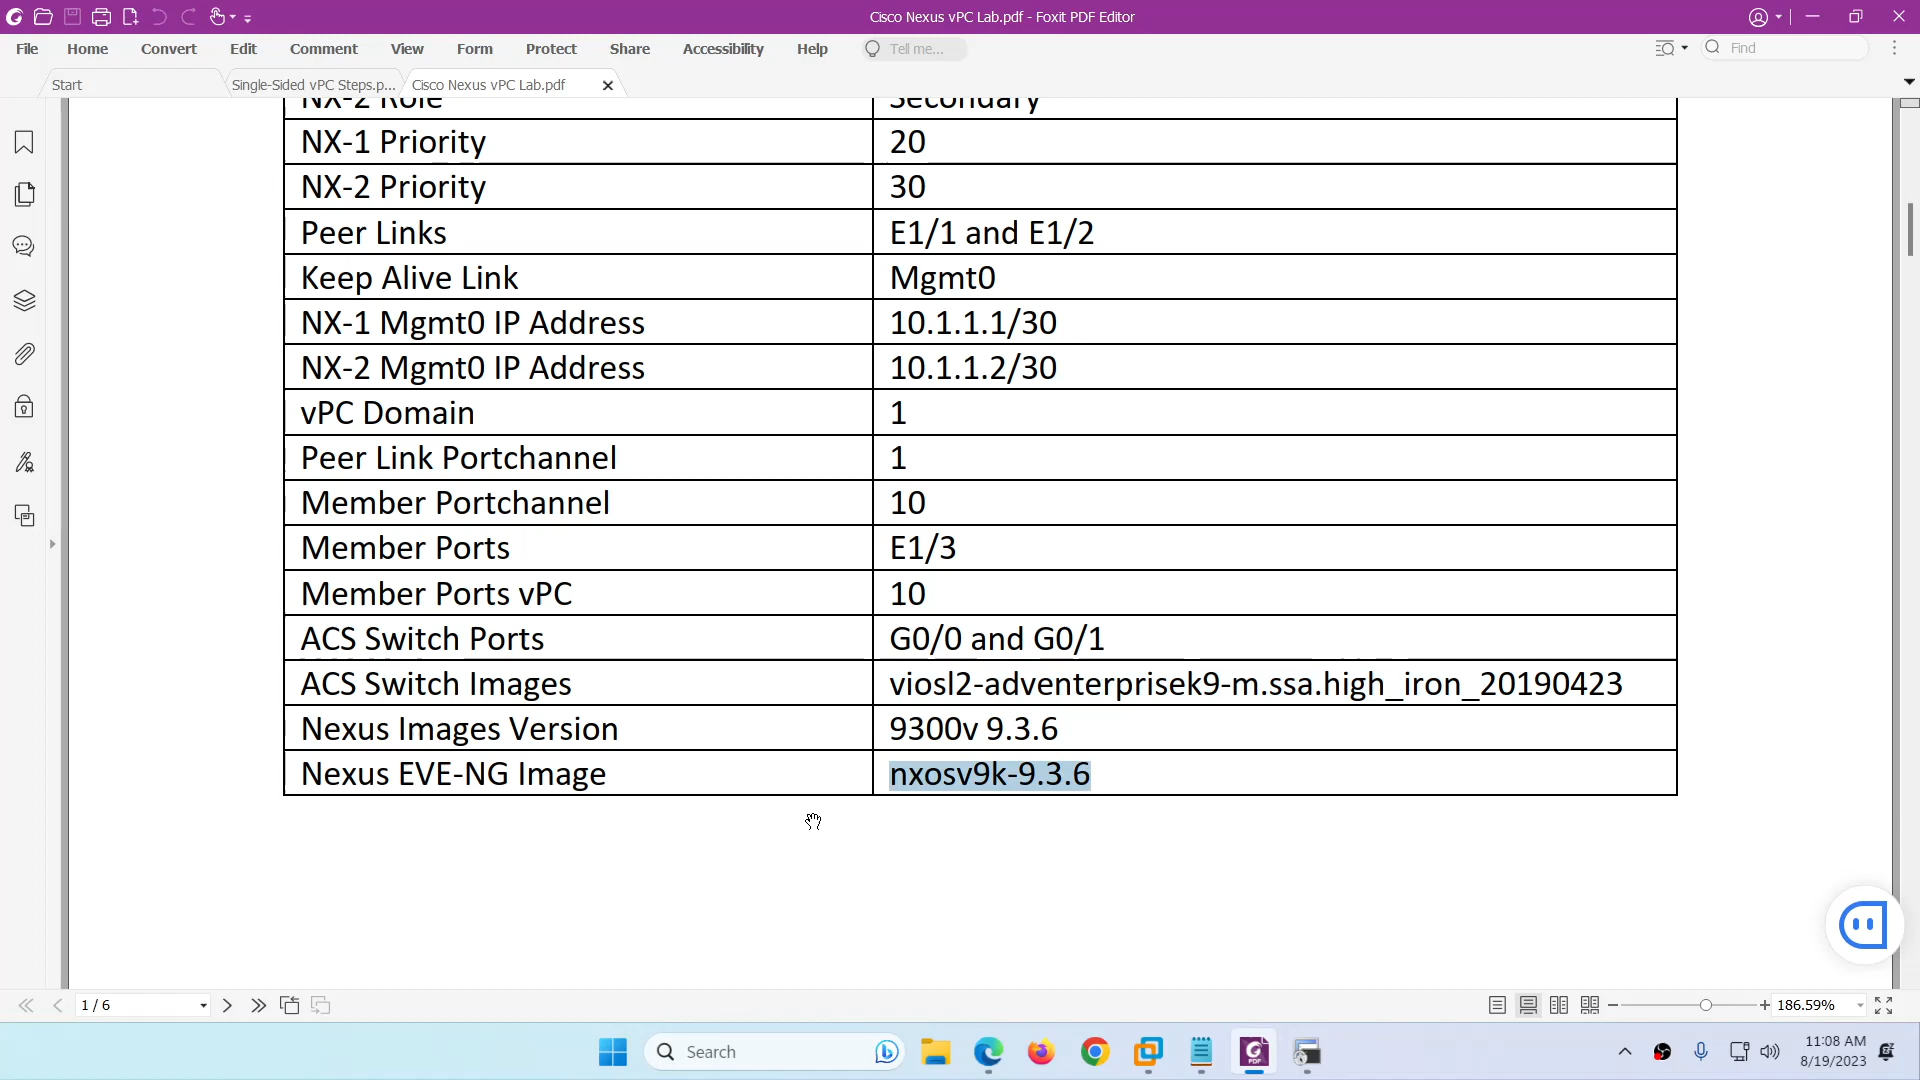 Cisco Nexus vPC Lab.pdf - Foxit PDF Editor
File Home Convert Edit Comment View Form Protect Share Accessibility Help Tell me... Find
Start Single-Sided vPC Steps.p... Cisco Nexus vPC Lab.pdf
NX-2 Role Secondary
NX-1 Priority 20
NX-2 Priority 30
Peer Links E1/1 and E1/2
Keep Alive Link Mgmt0
NX-1 Mgmt0 IP Address 10.1.1.1/30
NX-2 Mgmt0 IP Address 10.1.1.2/30
vPC Domain 1
Peer Link Portchannel 1
Member Portchannel 10
Member Ports E1/3
Member Ports vPC 10
ACS Switch Ports G0/0 and G0/1
ACS Switch Images viosl2-adventerprisek9-m.ssa.high_iron_20190423
Nexus Images Version 9300v 9.3.6
Nexus EVE-NG Image nxosv9k-9.3.6
1 / 6 186.59%
Search 11:08 AM
8/19/2023